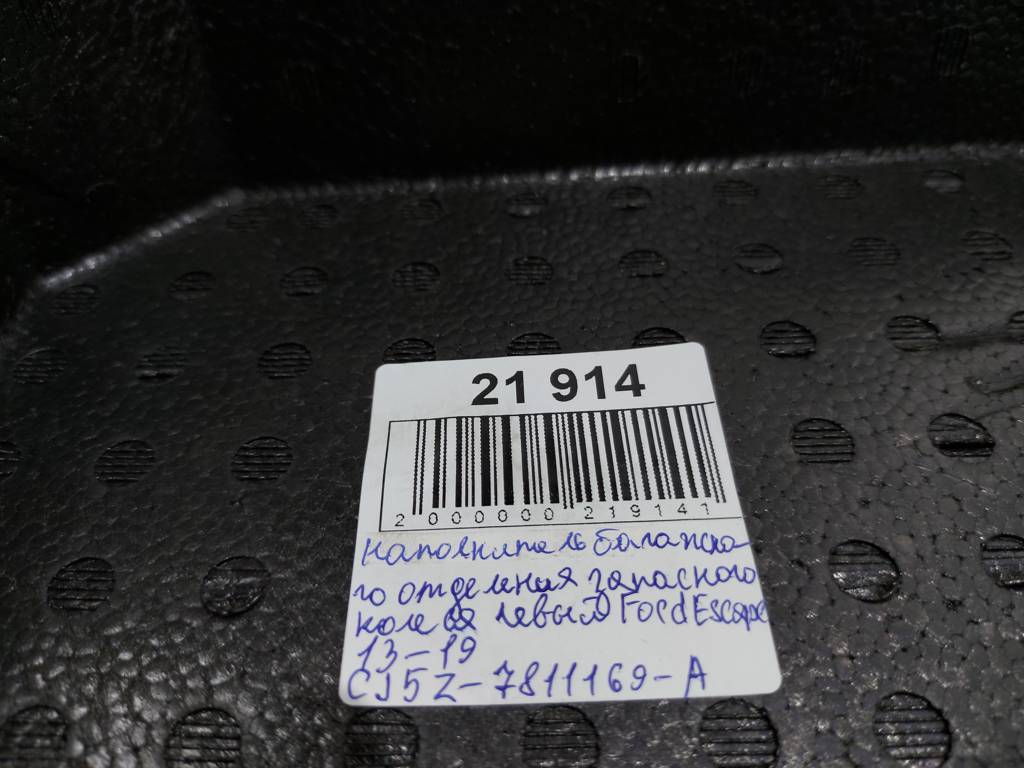 21 914
2 000000 219141
наполнитель багажно-
го отделения запасного
колеса левый Ford Escape
13-19
CJ5Z-7811169-A